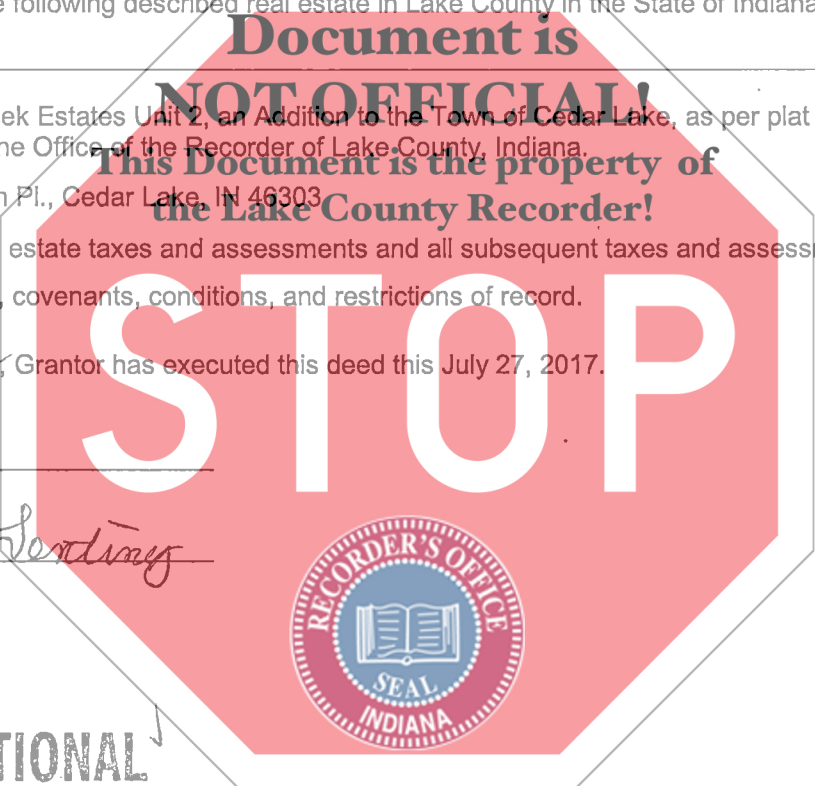 e following described real estate in Lake County in the State of Indiana
Document is
NOT OFFICIAL!
ek Estates Unit 2, an Addition to the Town of Cedar Lake, as per plat
ne Office of the Recorder of Lake County, Indiana.
This Document is the property of
n Pl., Cedar Lake, IN 46303
the Lake County Recorder!
estate taxes and assessments and all subsequent taxes and assessm
, covenants, conditions, and restrictions of record.
, Grantor has executed this deed this July 27, 2017.
STOP
RECORDER'S OFFICE
SEAL
INDIANA
TIONAL